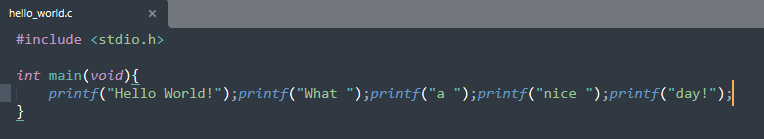 hello_world.c ×
#include <stdio.h>
int main(void){
printf("Hello World!");printf("What ");printf("a ");printf("nice ");printf("day!");
}